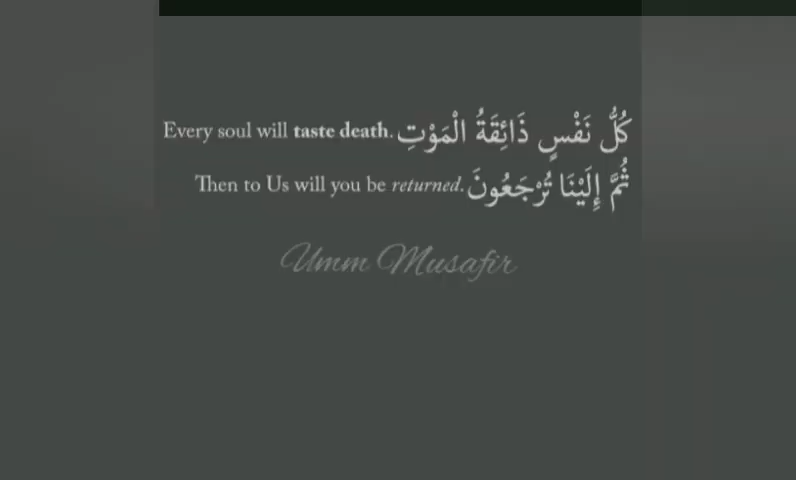 Every soul will taste death. كُلُّ نَفْسٍ ذَائِقَةُ الْمَوْتِ
Then to Us will you be returned. ثُمَّ إِلَيْنَا تُرْجَعُونَ
Umm Musafir